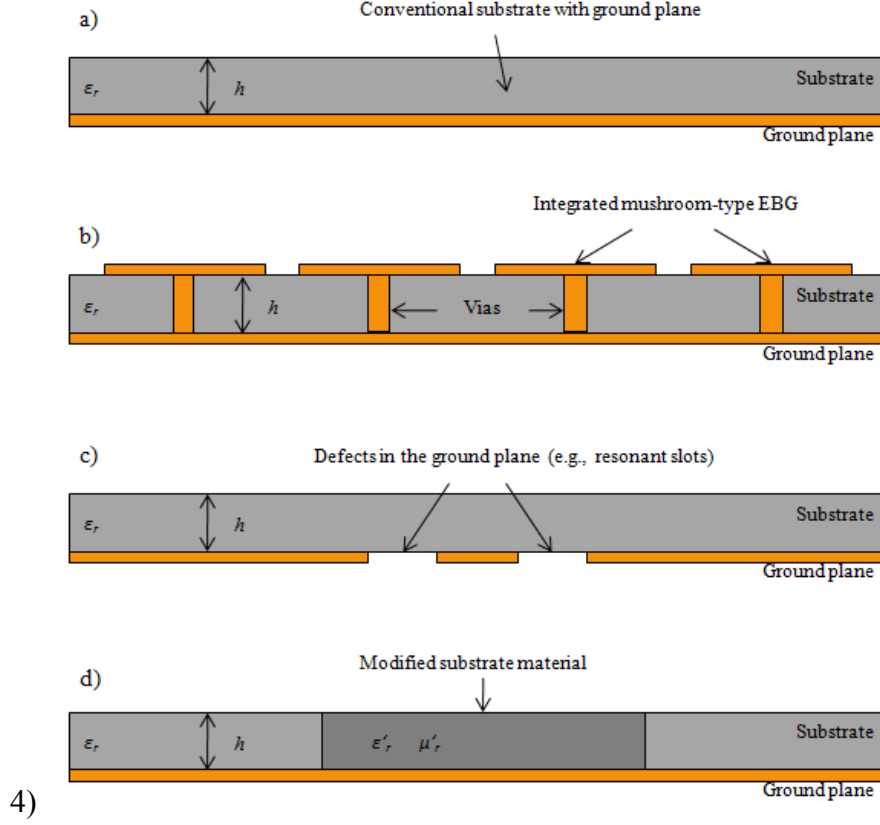 a)
Conventional substrate with ground plane
εᵣ
h
Substrate
Ground plane
Integrated mushroom-type EBG
b)
εᵣ
h
Vias
Substrate
Ground plane
c)
Defects in the ground plane (e.g., resonant slots)
εᵣ
h
Substrate
Ground plane
Modified substrate material
d)
εᵣ
h
ε′ᵣ μ′ᵣ
Substrate
Ground plane
4)